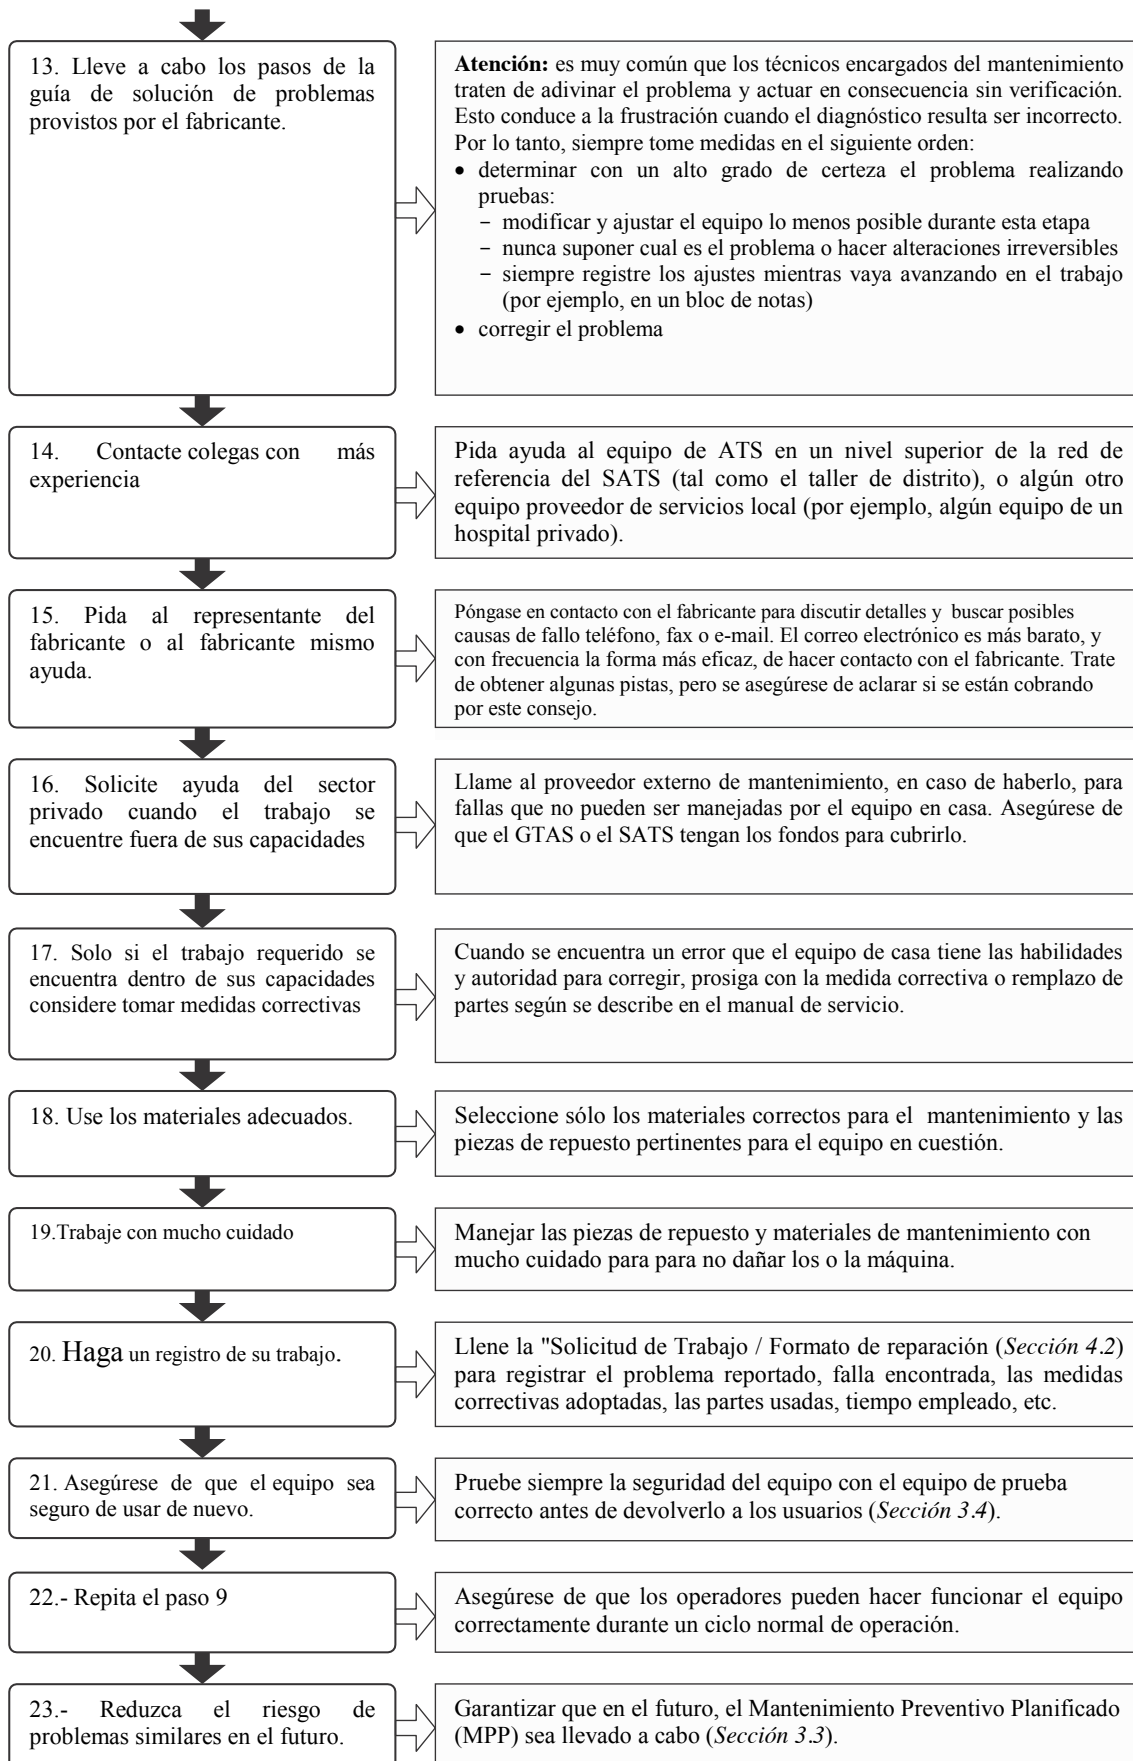 13. Lleve a cabo los pasos de la
guía de solución de problemas
provistos por el fabricante.
Atención: es muy común que los técnicos encargados del mantenimiento
traten de adivinar el problema y actuar en consecuencia sin verificación.
Esto conduce a la frustración cuando el diagnóstico resulta ser incorrecto.
Por lo tanto, siempre tome medidas en el siguiente orden:
• determinar con un alto grado de certeza el problema realizando
pruebas:
– modificar y ajustar el equipo lo menos posible durante esta etapa
– nunca suponer cual es el problema o hacer alteraciones irreversibles
– siempre registre los ajustes mientras vaya avanzando en el trabajo
(por ejemplo, en un bloc de notas)
• corregir el problema
14. Contacte colegas con más
experiencia
Pida ayuda al equipo de ATS en un nivel superior de la red de
referencia del SATS (tal como el taller de distrito), o algún otro
equipo proveedor de servicios local (por ejemplo, algún equipo de un
hospital privado).
15. Pida al representante del
fabricante o al fabricante mismo
ayuda.
Póngase en contacto con el fabricante para discutir detalles y buscar posibles
causas de fallo teléfono, fax o e-mail. El correo electrónico es más barato, y
con frecuencia la forma más eficaz, de hacer contacto con el fabricante. Trate
de obtener algunas pistas, pero se asegúrese de aclarar si se están cobrando
por este consejo.
16. Solicite ayuda del sector
privado cuando el trabajo se
encuentre fuera de sus capacidades
Llame al proveedor externo de mantenimiento, en caso de haberlo, para
fallas que no pueden ser manejadas por el equipo en casa. Asegúrese de
que el GTAS o el SATS tengan los fondos para cubrirlo.
17. Solo si el trabajo requerido se
encuentra dentro de sus capacidades
considere tomar medidas correctivas
Cuando se encuentra un error que el equipo de casa tiene las habilidades
y autoridad para corregir, prosiga con la medida correctiva o remplazo de
partes según se describe en el manual de servicio.
18. Use los materiales adecuados.
Seleccione sólo los materiales correctos para el mantenimiento y las
piezas de repuesto pertinentes para el equipo en cuestión.
19.Trabaje con mucho cuidado
Manejar las piezas de repuesto y materiales de mantenimiento con
mucho cuidado para para no dañar los o la máquina.
20. Haga un registro de su trabajo.
Llene la "Solicitud de Trabajo / Formato de reparación (Sección 4.2)
para registrar el problema reportado, falla encontrada, las medidas
correctivas adoptadas, las partes usadas, tiempo empleado, etc.
21. Asegúrese de que el equipo sea
seguro de usar de nuevo.
Pruebe siempre la seguridad del equipo con el equipo de prueba
correcto antes de devolverlo a los usuarios (Sección 3.4).
22.- Repita el paso 9
Asegúrese de que los operadores pueden hacer funcionar el equipo
correctamente durante un ciclo normal de operación.
23.- Reduzca el riesgo de
problemas similares en el futuro.
Garantizar que en el futuro, el Mantenimiento Preventivo Planificado
(MPP) sea llevado a cabo (Sección 3.3).